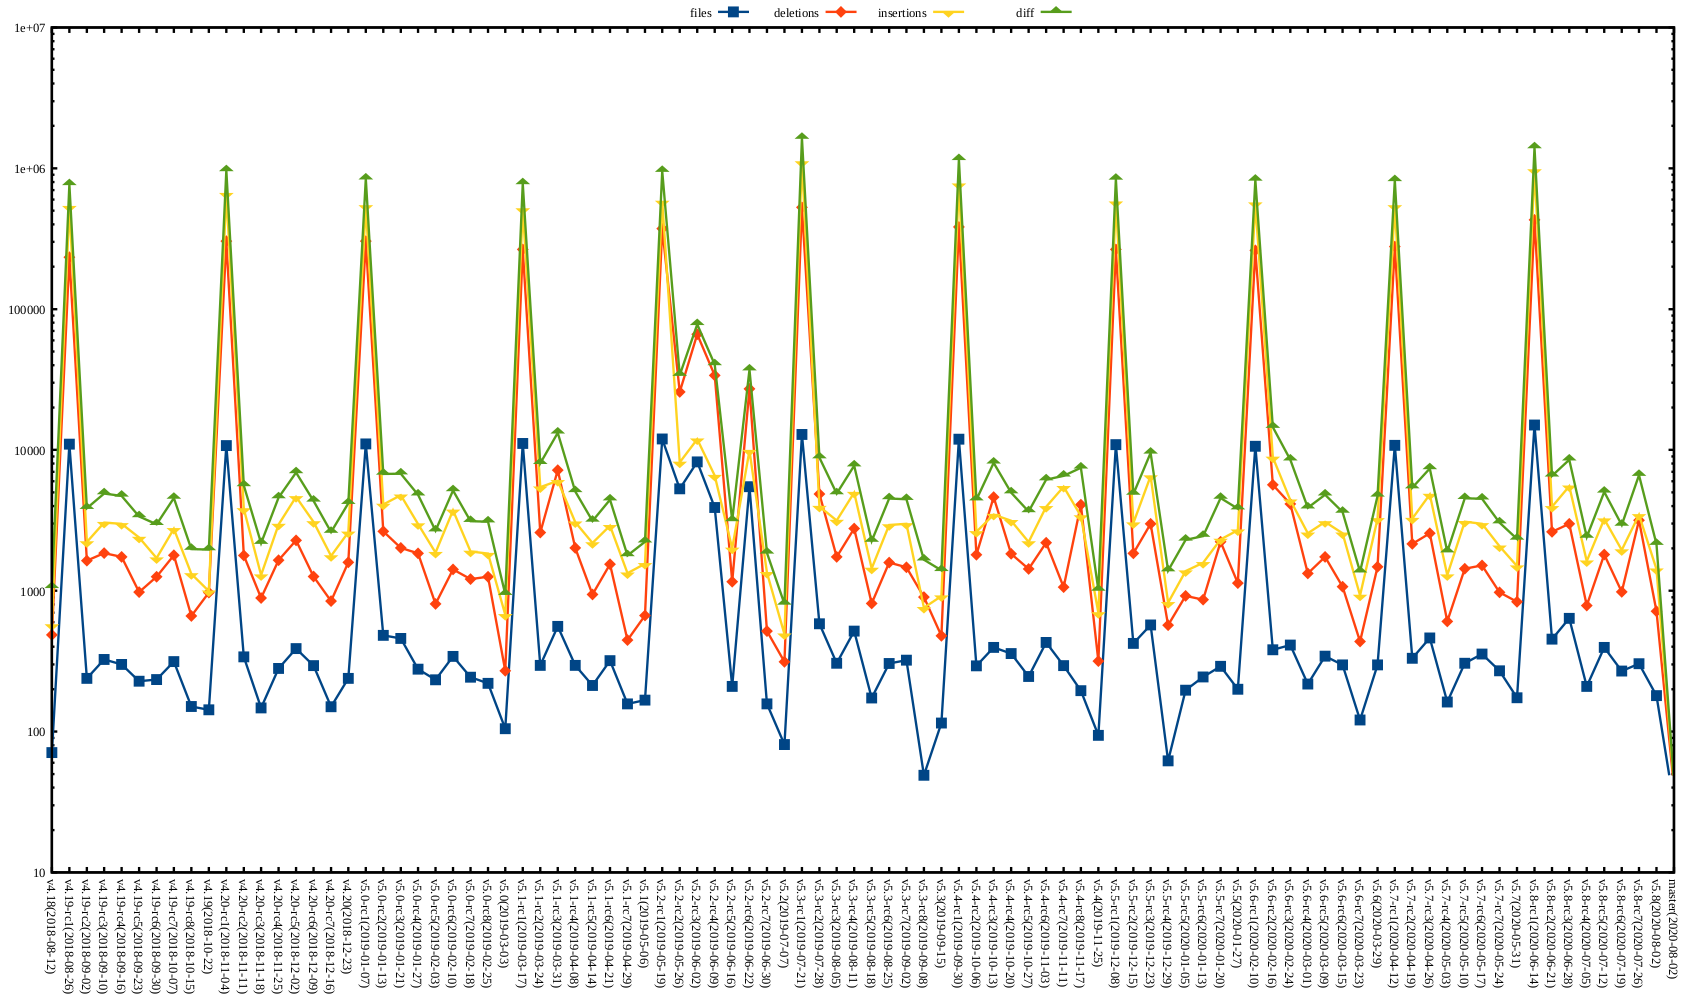 files deletions insertions diff
1e+07
1e+06
100000
10000
1000
100
10
v4.18(2018-08-12)
v4.19-rc1(2018-08-26)
v4.19-rc2(2018-09-02)
v4.19-rc3(2018-09-10)
v4.19-rc4(2018-09-16)
v4.19-rc5(2018-09-23)
v4.19-rc6(2018-09-30)
v4.19-rc7(2018-10-07)
v4.19-rc8(2018-10-15)
v4.19(2018-10-22)
v4.20-rc1(2018-11-04)
v4.20-rc2(2018-11-11)
v4.20-rc3(2018-11-18)
v4.20-rc4(2018-11-25)
v4.20-rc5(2018-12-02)
v4.20-rc6(2018-12-09)
v4.20-rc7(2018-12-16)
v4.20(2018-12-23)
v5.0-rc1(2019-01-07)
v5.0-rc2(2019-01-13)
v5.0-rc3(2019-01-21)
v5.0-rc4(2019-01-27)
v5.0-rc5(2019-02-03)
v5.0-rc6(2019-02-10)
v5.0-rc7(2019-02-18)
v5.0-rc8(2019-02-25)
v5.0(2019-03-03)
v5.1-rc1(2019-03-17)
v5.1-rc2(2019-03-24)
v5.1-rc3(2019-03-31)
v5.1-rc4(2019-04-08)
v5.1-rc5(2019-04-14)
v5.1-rc6(2019-04-21)
v5.1-rc7(2019-04-29)
v5.1(2019-05-06)
v5.2-rc1(2019-05-19)
v5.2-rc2(2019-05-26)
v5.2-rc3(2019-06-02)
v5.2-rc4(2019-06-09)
v5.2-rc5(2019-06-16)
v5.2-rc6(2019-06-22)
v5.2-rc7(2019-06-30)
v5.2(2019-07-07)
v5.3-rc1(2019-07-21)
v5.3-rc2(2019-07-28)
v5.3-rc3(2019-08-05)
v5.3-rc4(2019-08-11)
v5.3-rc5(2019-08-18)
v5.3-rc6(2019-08-25)
v5.3-rc7(2019-09-02)
v5.3-rc8(2019-09-08)
v5.3(2019-09-15)
v5.4-rc1(2019-09-30)
v5.4-rc2(2019-10-06)
v5.4-rc3(2019-10-13)
v5.4-rc4(2019-10-20)
v5.4-rc5(2019-10-27)
v5.4-rc6(2019-11-03)
v5.4-rc7(2019-11-11)
v5.4-rc8(2019-11-17)
v5.4(2019-11-25)
v5.5-rc1(2019-12-08)
v5.5-rc2(2019-12-15)
v5.5-rc3(2019-12-23)
v5.5-rc4(2019-12-29)
v5.5-rc5(2020-01-05)
v5.5-rc6(2020-01-13)
v5.5-rc7(2020-01-20)
v5.5(2020-01-27)
v5.6-rc1(2020-02-10)
v5.6-rc2(2020-02-16)
v5.6-rc3(2020-02-24)
v5.6-rc4(2020-03-01)
v5.6-rc5(2020-03-09)
v5.6-rc6(2020-03-15)
v5.6-rc7(2020-03-23)
v5.6(2020-03-29)
v5.7-rc1(2020-04-12)
v5.7-rc2(2020-04-19)
v5.7-rc3(2020-04-26)
v5.7-rc4(2020-05-03)
v5.7-rc5(2020-05-10)
v5.7-rc6(2020-05-17)
v5.7-rc7(2020-05-24)
v5.7(2020-05-31)
v5.8-rc1(2020-06-14)
v5.8-rc2(2020-06-21)
v5.8-rc3(2020-06-28)
v5.8-rc4(2020-07-05)
v5.8-rc5(2020-07-12)
v5.8-rc6(2020-07-19)
v5.8-rc7(2020-07-26)
v5.8(2020-08-02)
master(2020-08-02)